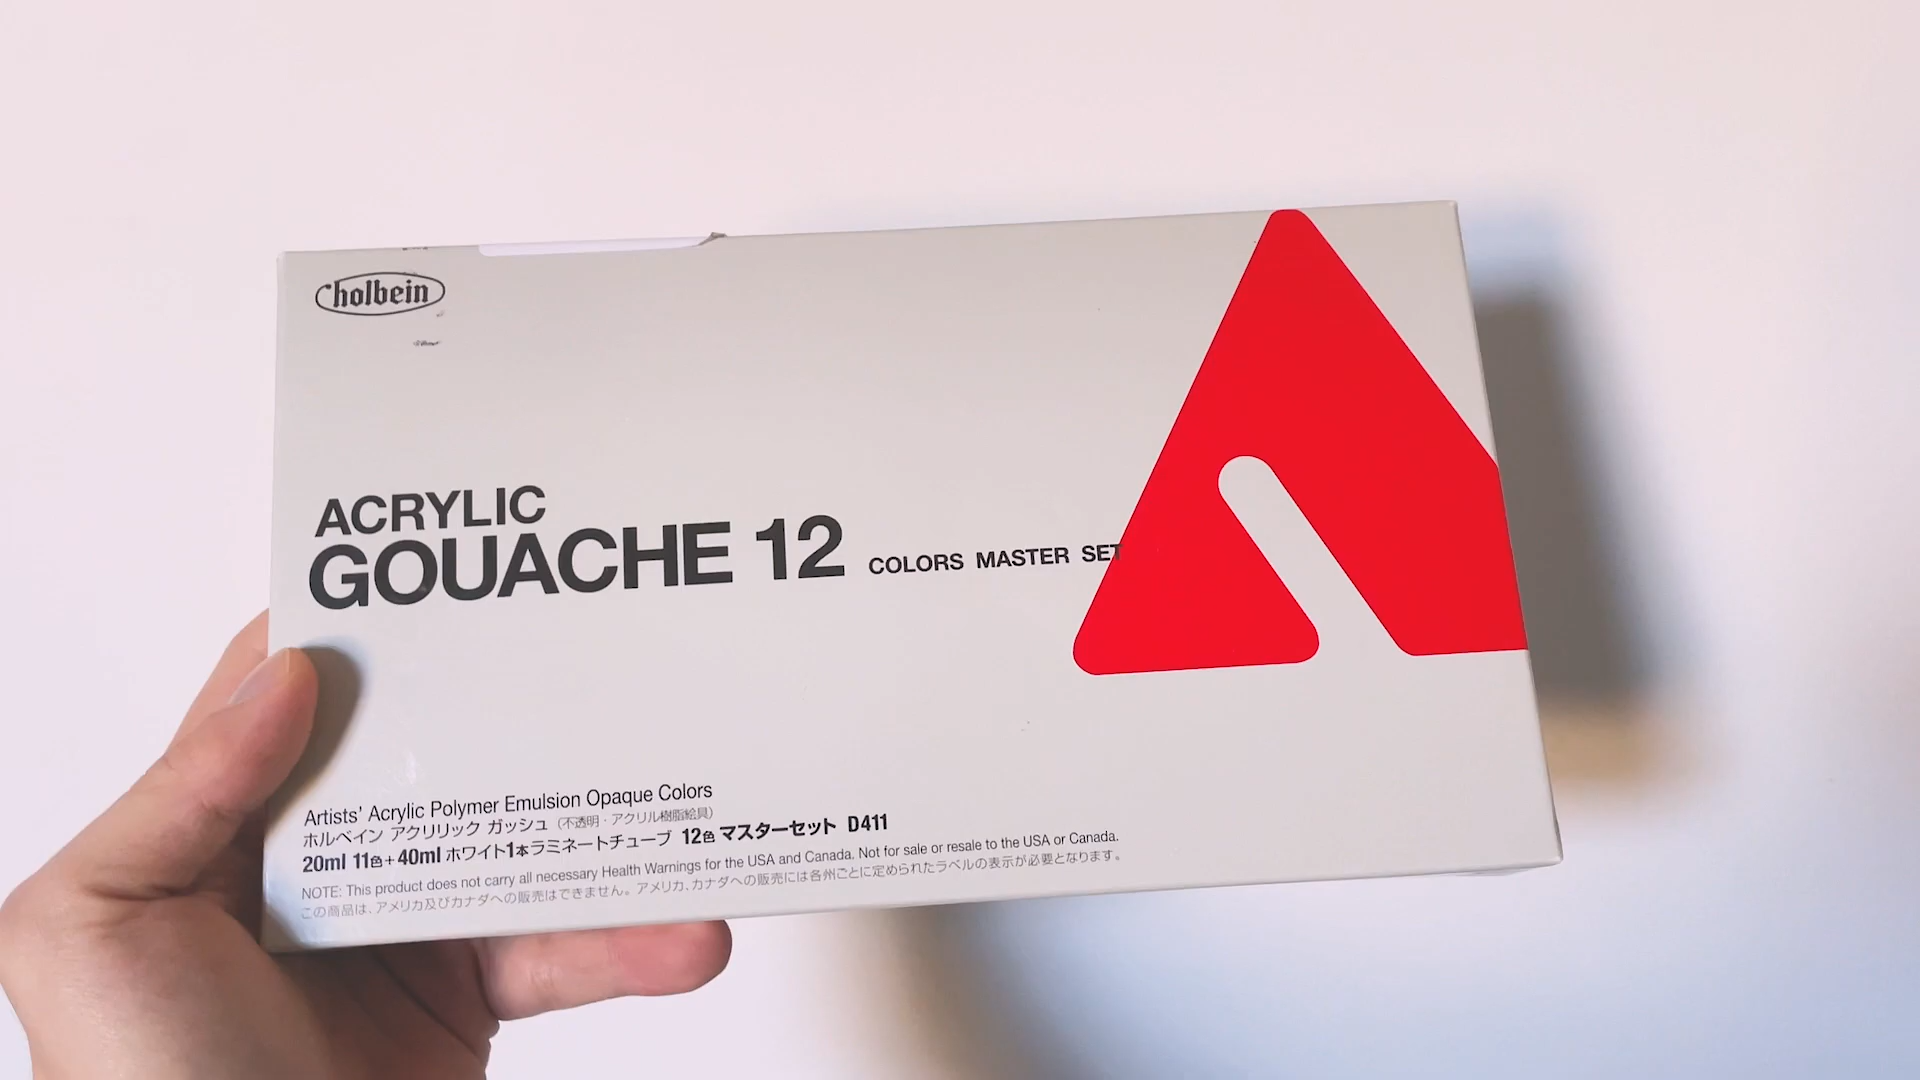 holbein
ACRYLIC
GOUACHE 12 COLORS MASTER SET
Artists' Acrylic Polymer Emulsion Opaque Colors
ホルベイン アクリリック ガッシュ（不透明・アクリル樹脂絵具）
20ml 11色+40ml ホワイト1本ラミネートチューブ 12色 マスターセット D411
NOTE: This product does not carry all necessary Health Warnings for the USA and Canada. Not for sale or resale to the USA or Canada.
この商品は、アメリカ及びカナダへの販売はできません。アメリカ、カナダへの販売には各州ごとに定められたラベルの表示が必要となります。